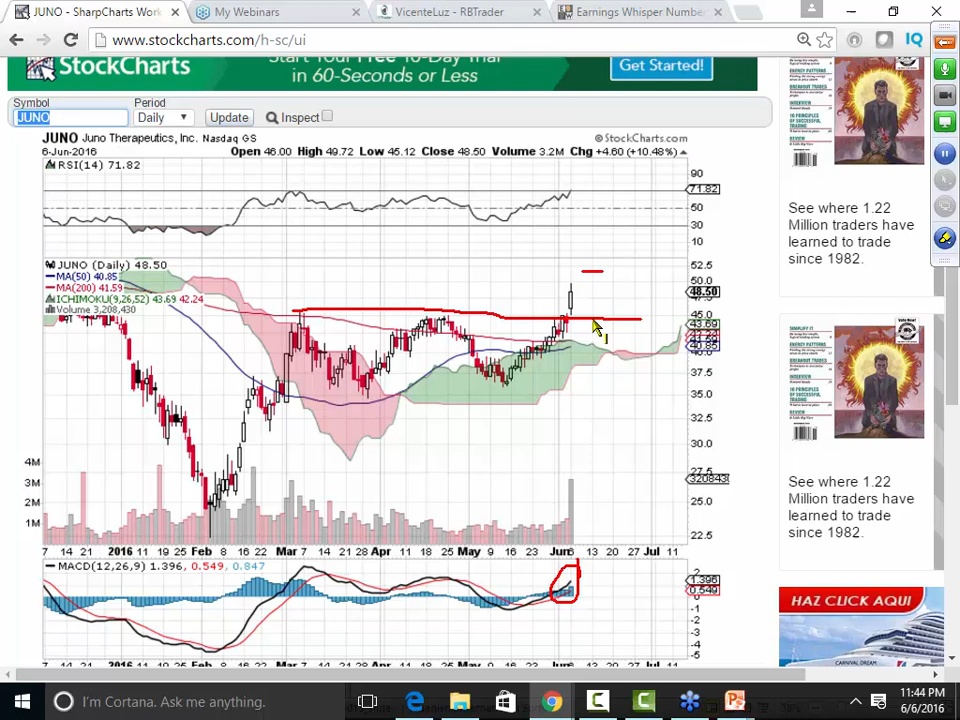 JUNO - SharpCharts Work
My Webinars
VicenteLuz - RBTrader
Earnings Whisper Number
www.stockcharts.com/h-sc/ui
IQ
StockCharts
Start Your Free 10-Day Trial
in 60-Seconds or Less
Get Started!
Symbol
Period
JUNO
Daily
Update
Inspect
JUNO Juno Therapeutics, Inc. Nasdaq GS
© StockCharts.com
6-Jun-2016
Open 46.00 High 49.72 Low 45.12 Close 48.50 Volume 3.2M Chg +4.60 (+10.48%)
RSI(14) 71.82
90
71.82
50
30
10
JUNO (Daily) 48.50
MA(50) 40.85
MA(200) 41.59
ICHIMOKU(9,26,52) 43.69 42.24
Volume 3,208,430
52.5
50.0
48.50
45.0
43.69
41.59
40.85
40.0
37.5
35.0
32.5
30.0
27.5
3208430
25.0
22.5
4M
3M
2M
1M
7 14 21 2016 11 19 25 Feb 8 16 22 Mar 7 14 21 Apr 11 18 25 May 9 16 23 Jun 6 13 20 27 Jul 11
MACD(12,26,9) 1.396, 0.549, 0.847
2
1.396
0.549
-1
-2
-3
-4
-5
See where 1.22
Million traders have
learned to trade
since 1982.
See where 1.22
Million traders have
learned to trade
since 1982.
HAZ CLICK AQUI
CARNIVAL DREAM
I'm Cortana. Ask me anything.
11:44 PM
6/6/2016